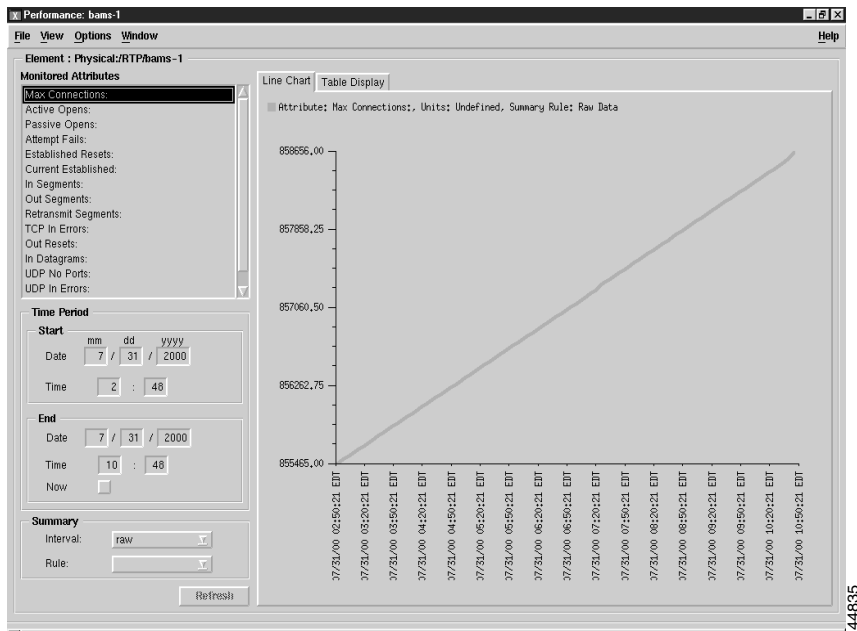 Performance: bams-1
File View Options Window Help
Element : Physical:/RTP/bams-1
Monitored Attributes
Max Connections:
Active Opens:
Passive Opens:
Attempt Fails:
Established Resets:
Current Established:
In Segments:
Out Segments:
Retransmit Segments:
TCP In Errors:
Out Resets:
In Datagrams:
UDP No Ports:
UDP In Errors:
Time Period
Start
mm dd yyyy
Date 7 / 31 / 2000
Time 2 : 48
End
Date 7 / 31 / 2000
Time 10 : 48
Now
Summary
Interval: raw
Rule:
Refresh
Line Chart Table Display
Attribute: Max Connections:, Units: Undefined, Summary Rule: Raw Data
858656.00
857858.25
857060.50
856262.75
855465.00
07/31/00 02:50:21 EDT
07/31/00 03:20:21 EDT
07/31/00 03:50:21 EDT
07/31/00 04:20:21 EDT
07/31/00 04:50:21 EDT
07/31/00 05:20:21 EDT
07/31/00 05:50:21 EDT
07/31/00 06:20:21 EDT
07/31/00 06:50:21 EDT
07/31/00 07:20:21 EDT
07/31/00 07:50:21 EDT
07/31/00 08:20:21 EDT
07/31/00 08:50:21 EDT
07/31/00 09:20:21 EDT
07/31/00 09:50:21 EDT
07/31/00 10:20:21 EDT
07/31/00 10:50:21 EDT
44835